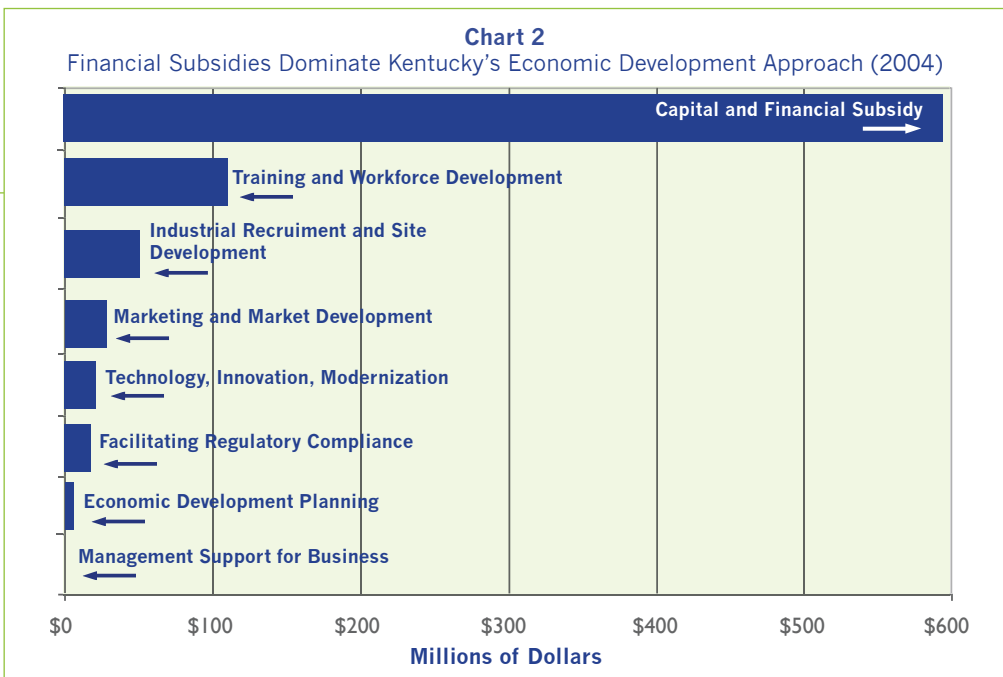 Chart 2
Financial Subsidies Dominate Kentucky's Economic Development Approach (2004)
Capital and Financial Subsidy
Training and Workforce Development
Industrial Recruiment and Site
Development
Marketing and Market Development
Technology, Innovation, Modernization
Facilitating Regulatory Compliance
Economic Development Planning
Management Support for Business
$0 $100 $200 $300 $400 $500 $600
Millions of Dollars